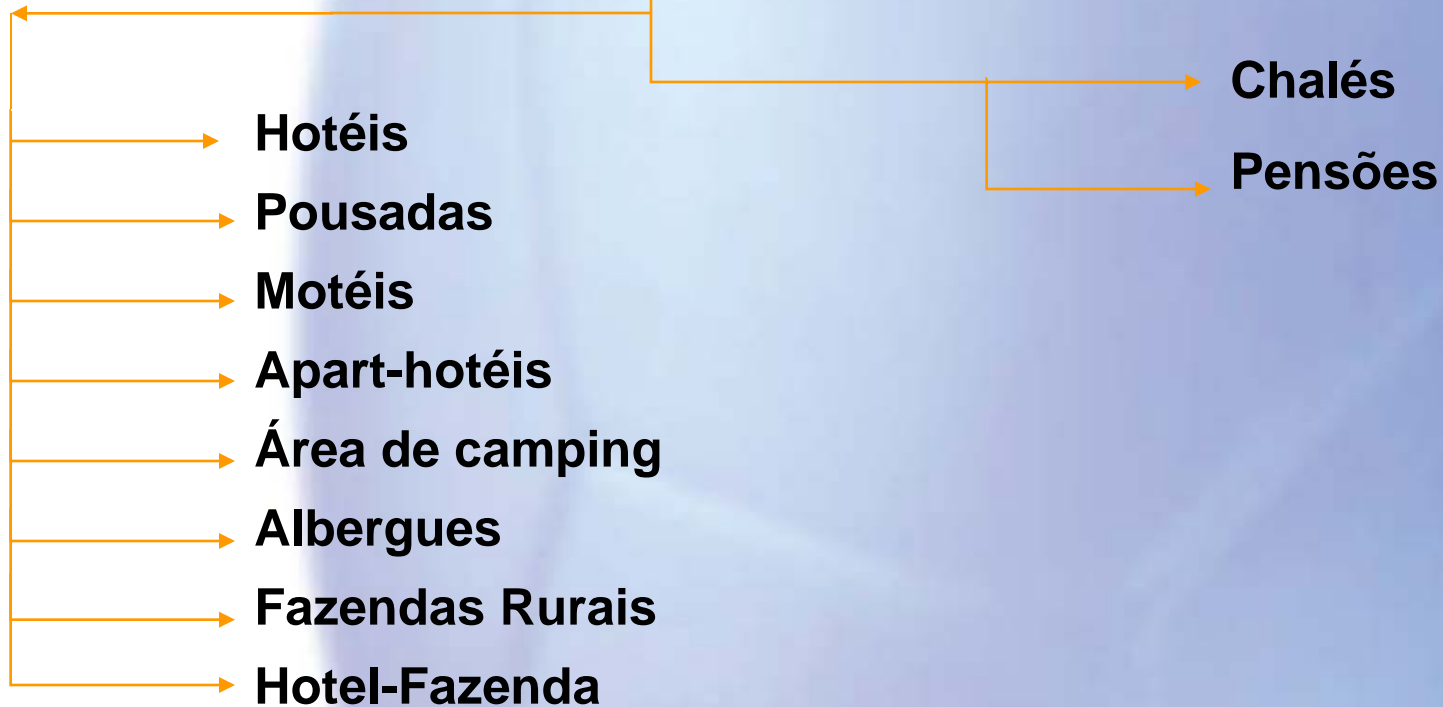 Chalés
Pensões
Hotéis
Pousadas
Motéis
Apart-hotéis
Área de camping
Albergues
Fazendas Rurais
Hotel-Fazenda